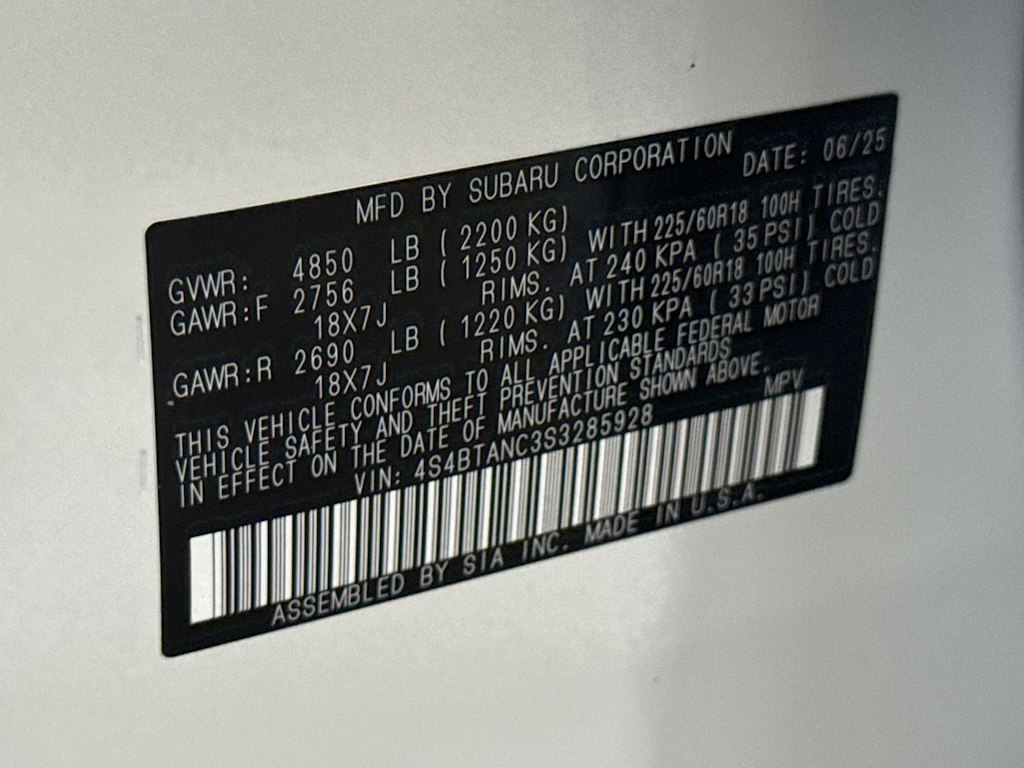 MFD BY SUBARU CORPORATION
DATE: 06/25
GVWR: 4850 LB ( 2200 KG)
GAWR:F 2756 LB ( 1250 KG) WITH 225/60R18 100H TIRES.
18X7J RIMS. AT 240 KPA ( 35 PSI) COLD
GAWR:R 2690 LB ( 1220 KG) WITH 225/60R18 100H TIRES.
18X7J RIMS. AT 230 KPA ( 33 PSI) COLD
THIS VEHICLE CONFORMS TO ALL APPLICABLE FEDERAL MOTOR
VEHICLE SAFETY AND THEFT PREVENTION STANDARDS
IN EFFECT ON THE DATE OF MANUFACTURE SHOWN ABOVE.
VIN: 4S4BTANC3S3285928 MPV
ASSEMBLED BY SIA INC. MADE IN U.S.A.